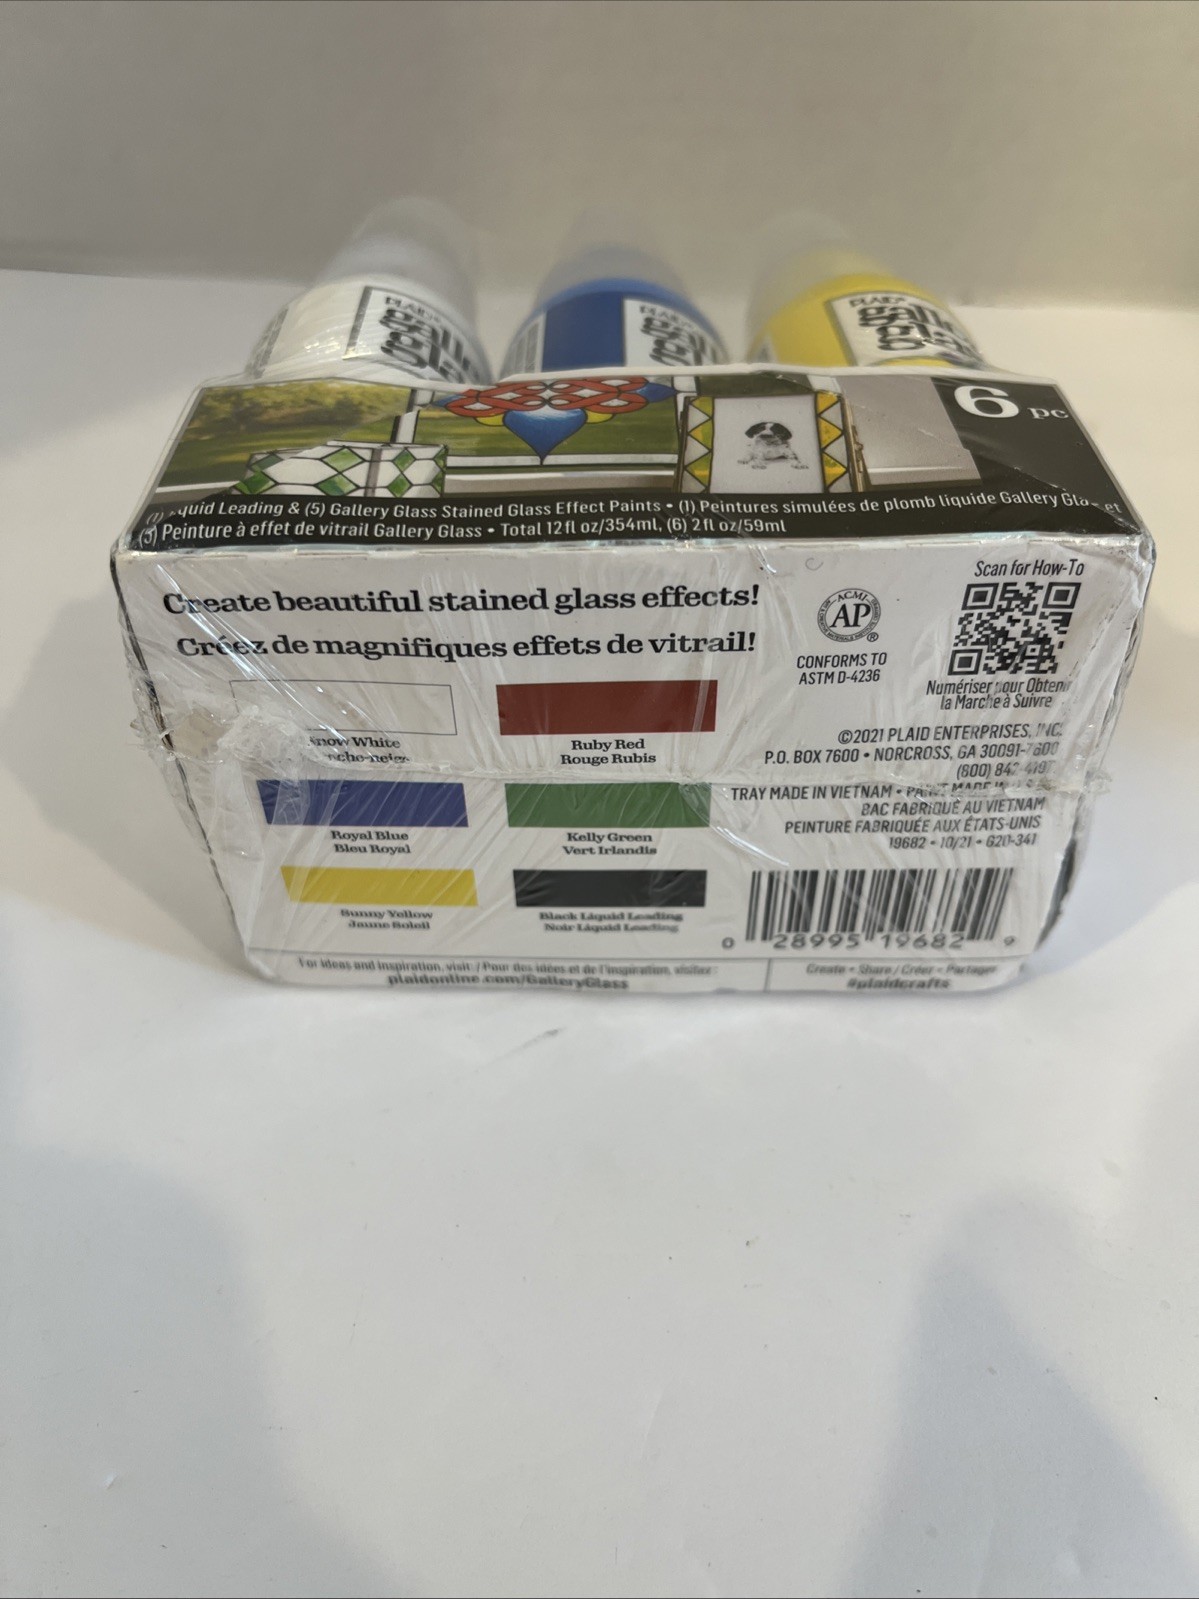 PLAID®
PLAID®
PLAID®
6 pc
Liquid Leading & (5) Gallery Glass Stained Glass Effect Paints • (1) Peintures simulées de plomb liquide Gallery Glass et
(5) Peinture à effet de vitrail Gallery Glass • Total 12 fl oz/354ml, (6) 2 fl oz/59ml
Create beautiful stained glass effects!
Créez de magnifiques effets de vitrail!
Snow White
Ruby Red
Rouge Rubis
Royal Blue
Bleu Royal
Kelly Green
Vert Irlandis
Sunny Yellow
Jaune Soleil
Black Liquid Leading
Noir Liquid Leading
ACMI
AP
®
CONFORMS TO
ASTM D-4236
Scan for How-To
Numériser pour Obtenir
la Marche à Suivre
©2021 PLAID ENTERPRISES, INC.
P.O. BOX 7600 • NORCROSS, GA 30091-7600
(800) 842-4197
TRAY MADE IN VIETNAM • PAINT MADE IN U.S.A.
BAC FABRIQUÉ AU VIETNAM
PEINTURE FABRIQUÉE AUX ÉTATS-UNIS
19682 • 10/21 • G20-341
0 28995 19682 9
For ideas and inspiration, visit: / Pour des idées et de l'inspiration, visitez :
plaidonline.com/GalleryGlass
Create • Share / Créer • Partager
#plaidcrafts